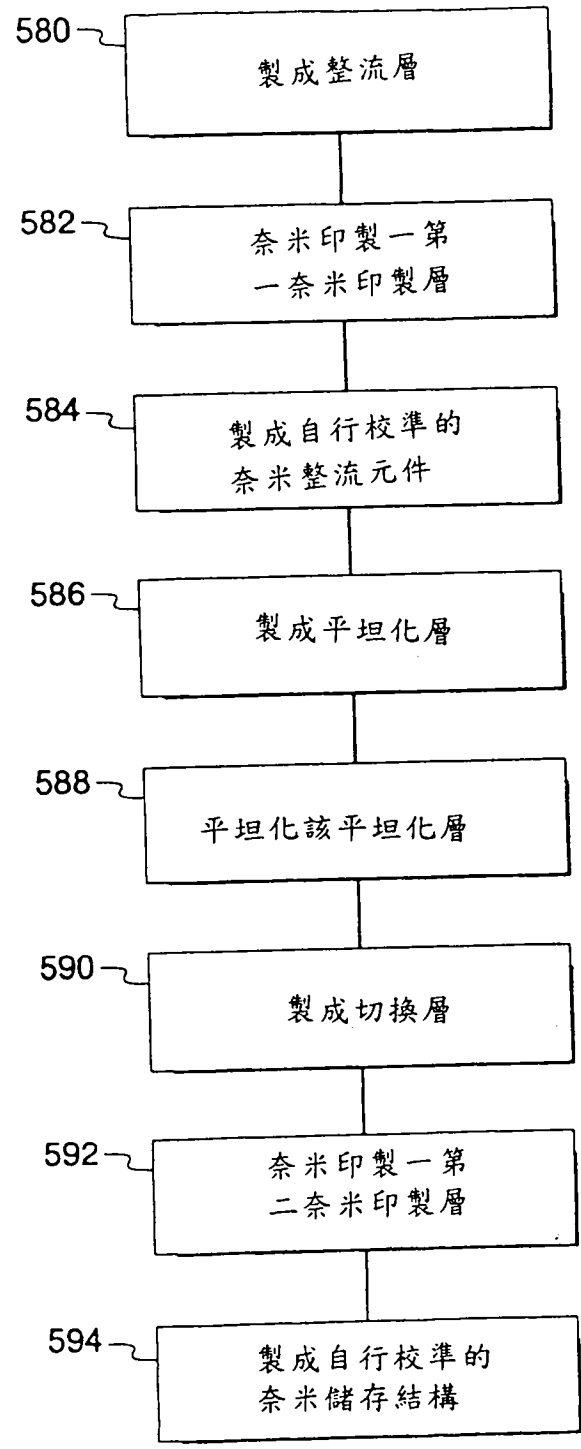 580
製成整流層
582
奈米印製一第
一奈米印製層
584
製成自行校準的
奈米整流元件
586
製成平坦化層
588
平坦化該平坦化層
590
製成切換層
592
奈米印製一第
二奈米印製層
594
製成自行校準的
奈米儲存結構